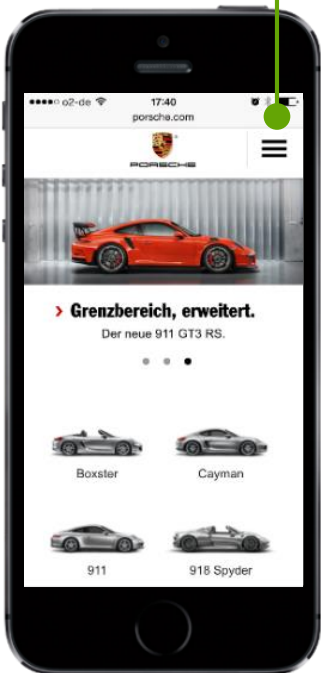 o2-de 17:40
porsche.com
PORSCHE
Grenzbereich, erweitert.
Der neue 911 GT3 RS.
Boxster Cayman
911 918 Spyder